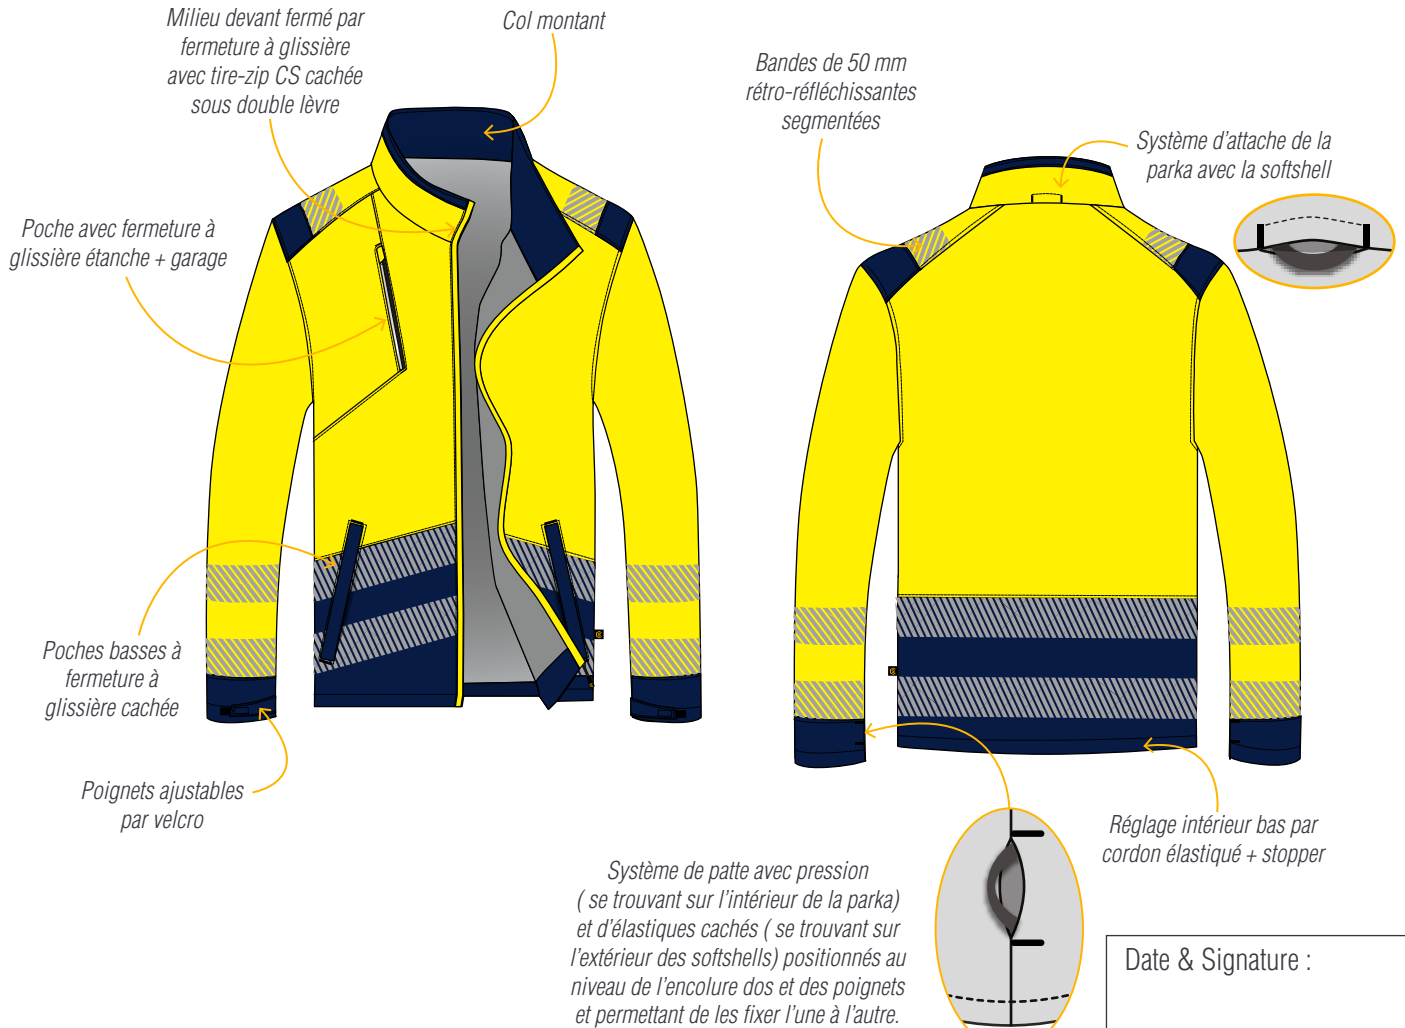 Milieu devant fermé par
fermeture à glissière
avec tire-zip CS cachée
sous double lèvre
Col montant
Bandes de 50 mm
rétro-réfléchissantes
segmentées
Système d'attache de la
parka avec la softshell
Poche avec fermeture à
glissière étanche + garage
Poches basses à
fermeture à
glissière cachée
Poignets ajustables
par velcro
Réglage intérieur bas par
cordon élastiqué + stopper
Système de patte avec pression
( se trouvant sur l'intérieur de la parka)
et d'élastiques cachés ( se trouvant sur
l'extérieur des softshells) positionnés au
niveau de l'encolure dos et des poignets
et permettant de les fixer l'une à l'autre.
Date & Signature :